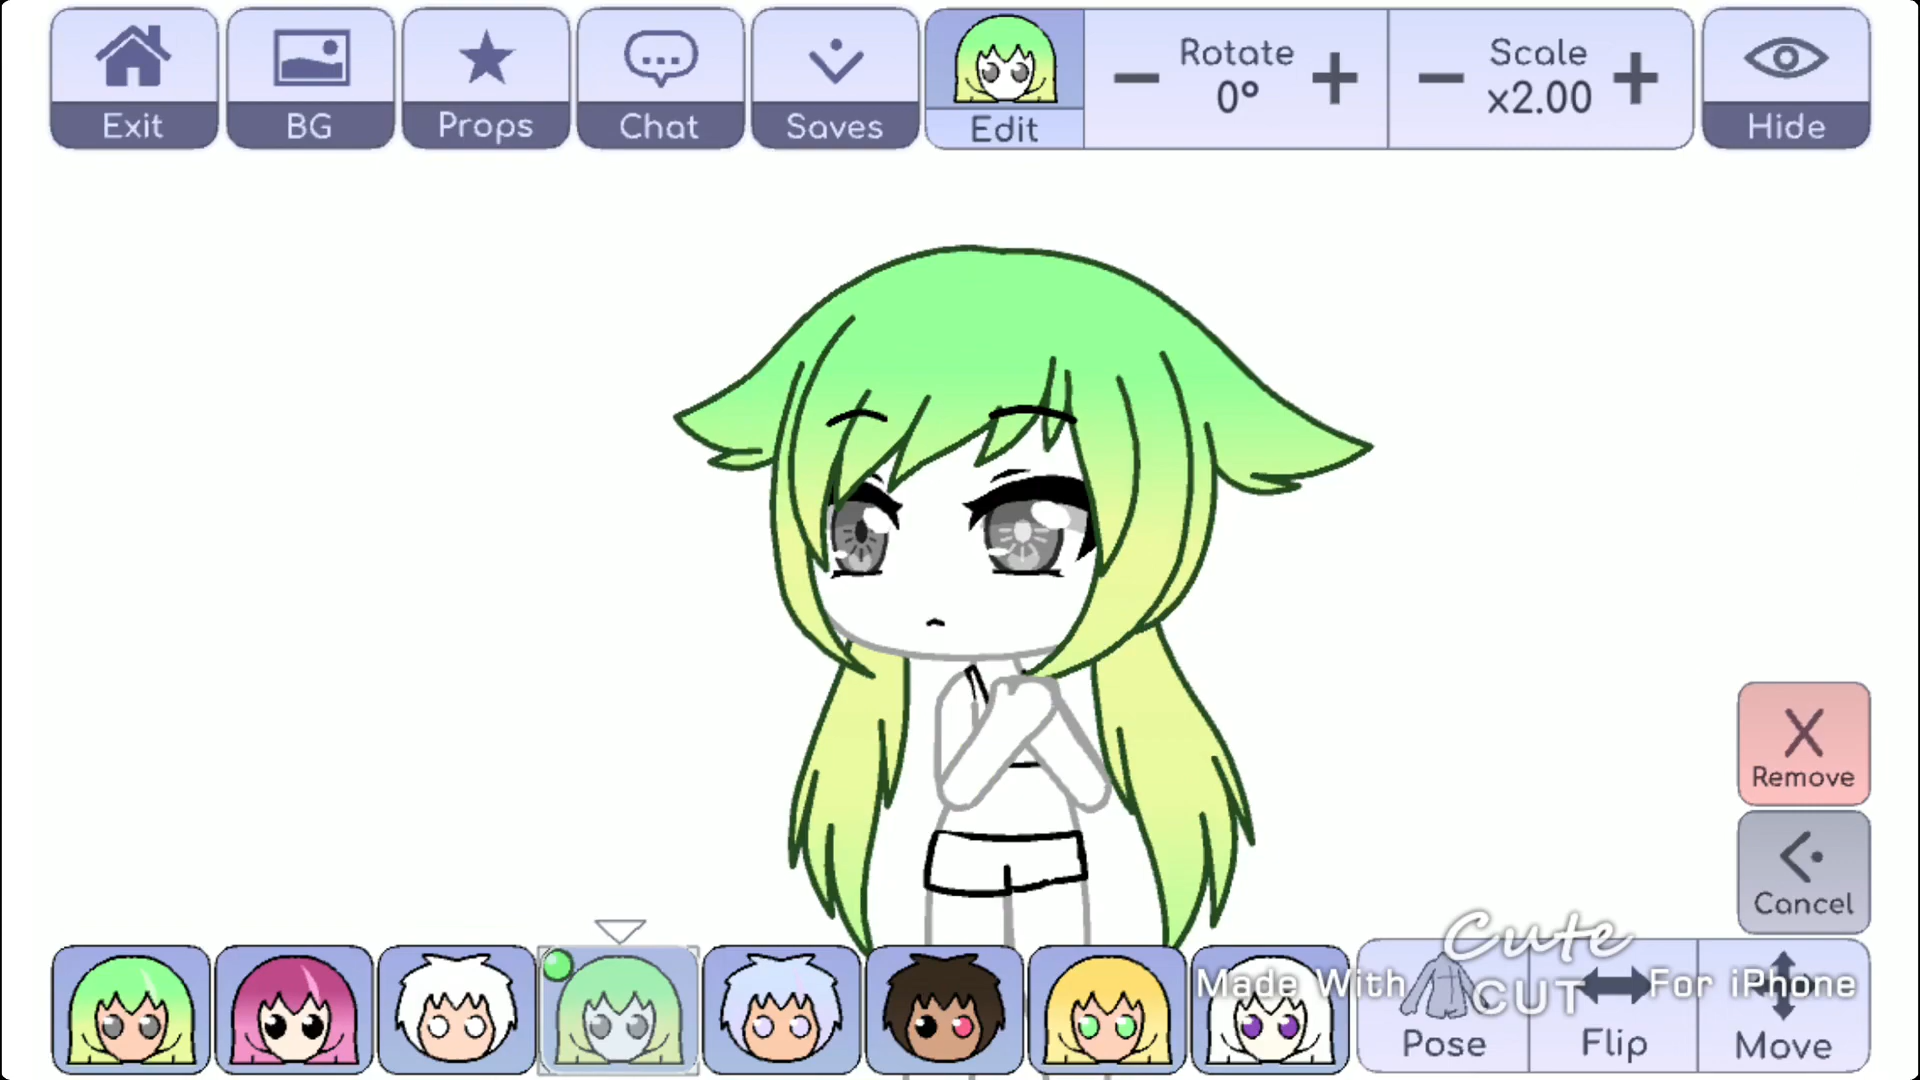 Exit
BG
Props
Chat
Saves
Edit
Rotate
0°
Scale
x2.00
Hide
Remove
Cancel
Cute
Made With CUT For iPhone
Pose
Flip
Move